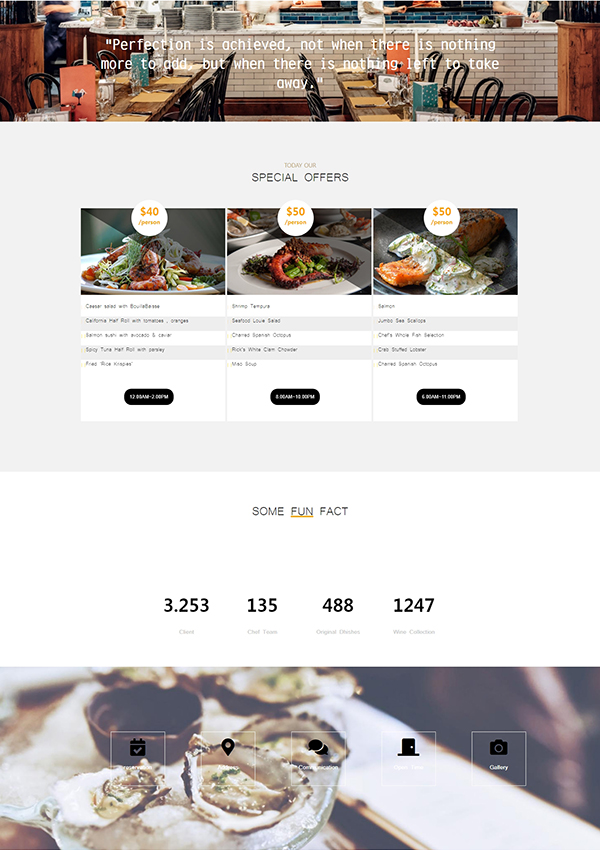 "Perfection is achieved, not when there is nothing
more to add, but when there is nothing left to take
away."
TODAY OUR
SPECIAL OFFERS
$40
/person
$50
/person
$50
/person
Caesar salad with BouillaBaisse
California Half Roll with tomatoes , oranges
Salmon sushi with avocado & caviar
Spicy Tuna Half Roll with parsley
Fried 'Rice Krispies'
12.00AM-2.00PM
Shrimp Tempura
Seafood Louie Salad
Charred Spanish Octopus
Rick's White Clam Chowder
Miso Soup
8.00AM-10.00PM
Salmon
Jumbo Sea Scallops
Chef's Whole Fish Selection
Crab Stuffed Lobster
Charred Spanish Octopus
6.00AM-11.00PM
SOME FUN FACT
3.253
135
488
1247
Client
Chef Team
Original Dishes
Wine Collection
Reservation
Address
Communication
Gallery